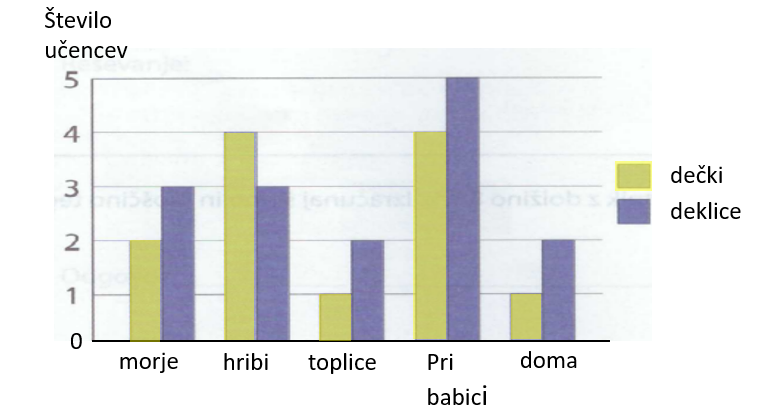 Število
učencev
5
4
3
2
1
0
morje hribi toplice Pri doma
babici
dečki
deklice